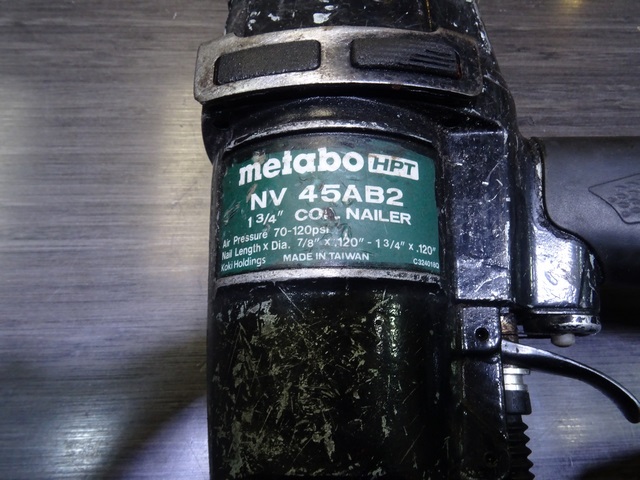 metabo HPT
NV 45AB2
1 3/4" COIL NAILER
Air Pressure 70-120psi
Nail Length x Dia. 7/8" x .120" - 1 3/4" x .120"
Koki Holdings MADE IN TAIWAN